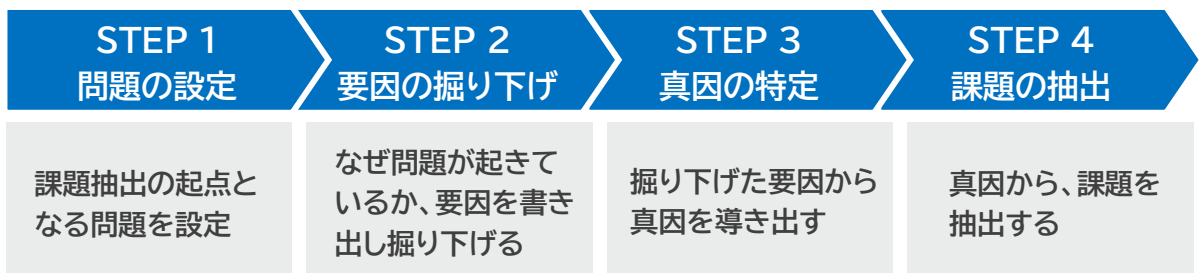 STEP 1
問題の設定
STEP 2
要因の掘り下げ
STEP 3
真因の特定
STEP 4
課題の抽出
課題抽出の起点と
なる問題を設定
なぜ問題が起きて
いるか、要因を書き
出し掘り下げる
掘り下げた要因から
真因を導き出す
真因から、課題を
抽出する